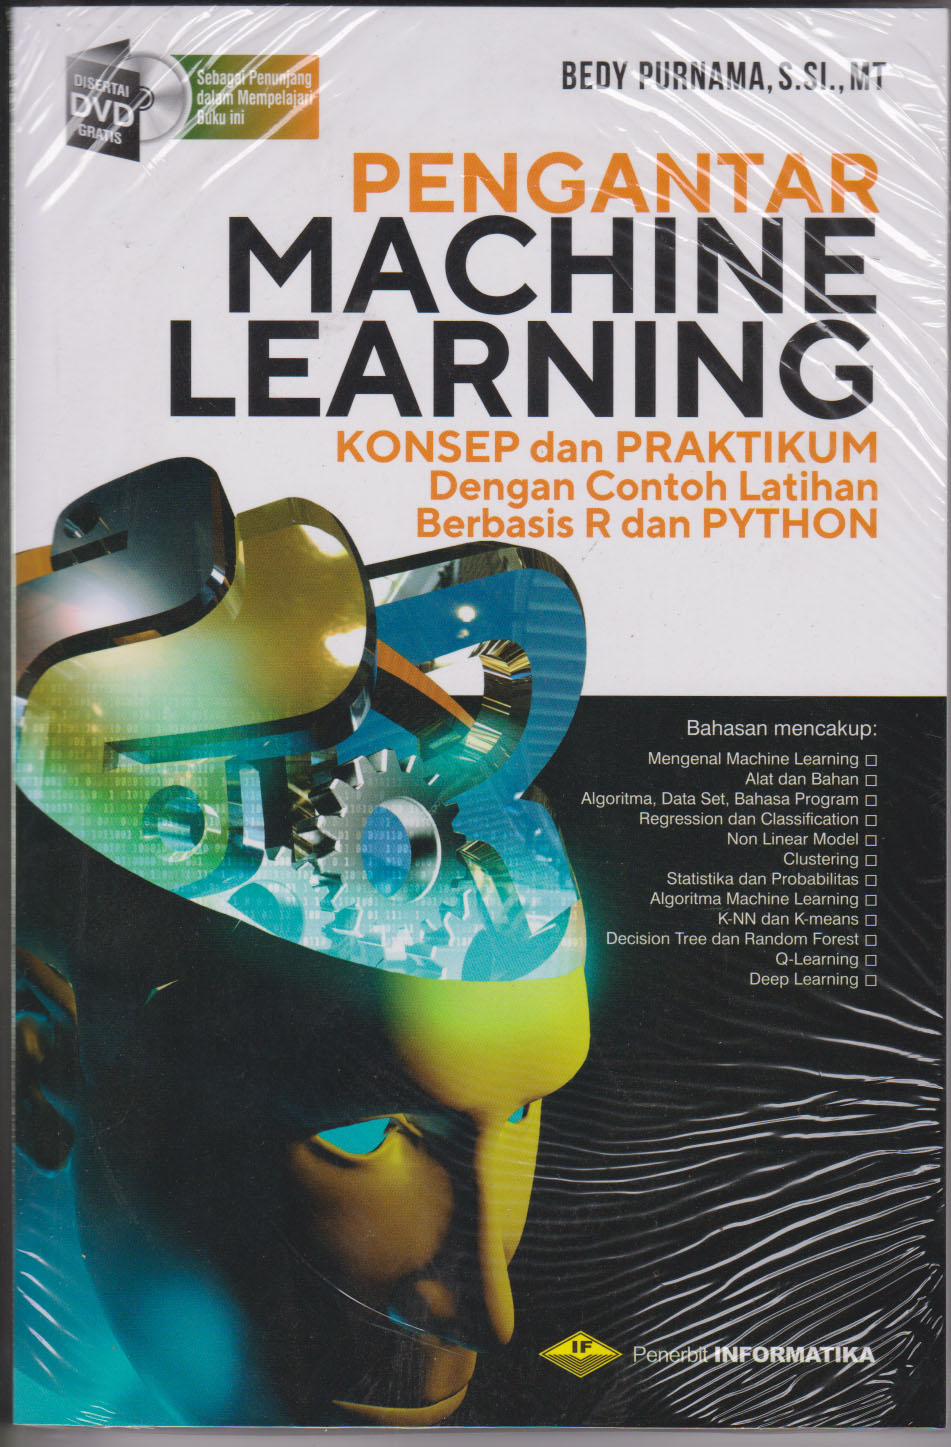 DISERTAI
DVD
GRATIS
Sebagai Penunjang
dalam Mempelajari
Buku ini
BEDY PURNAMA, S.SI., MT
PENGANTAR
MACHINE
LEARNING
KONSEP dan PRAKTIKUM
Dengan Contoh Latihan
Berbasis R dan PYTHON
Bahasan mencakup:
Mengenal Machine Learning
Alat dan Bahan
Algoritma, Data Set, Bahasa Program
Regression dan Classification
Non Linear Model
Clustering
Statistika dan Probabilitas
Algoritma Machine Learning
K-NN dan K-means
Decision Tree dan Random Forest
Q-Learning
Deep Learning
IF
Penerbit INFORMATIKA